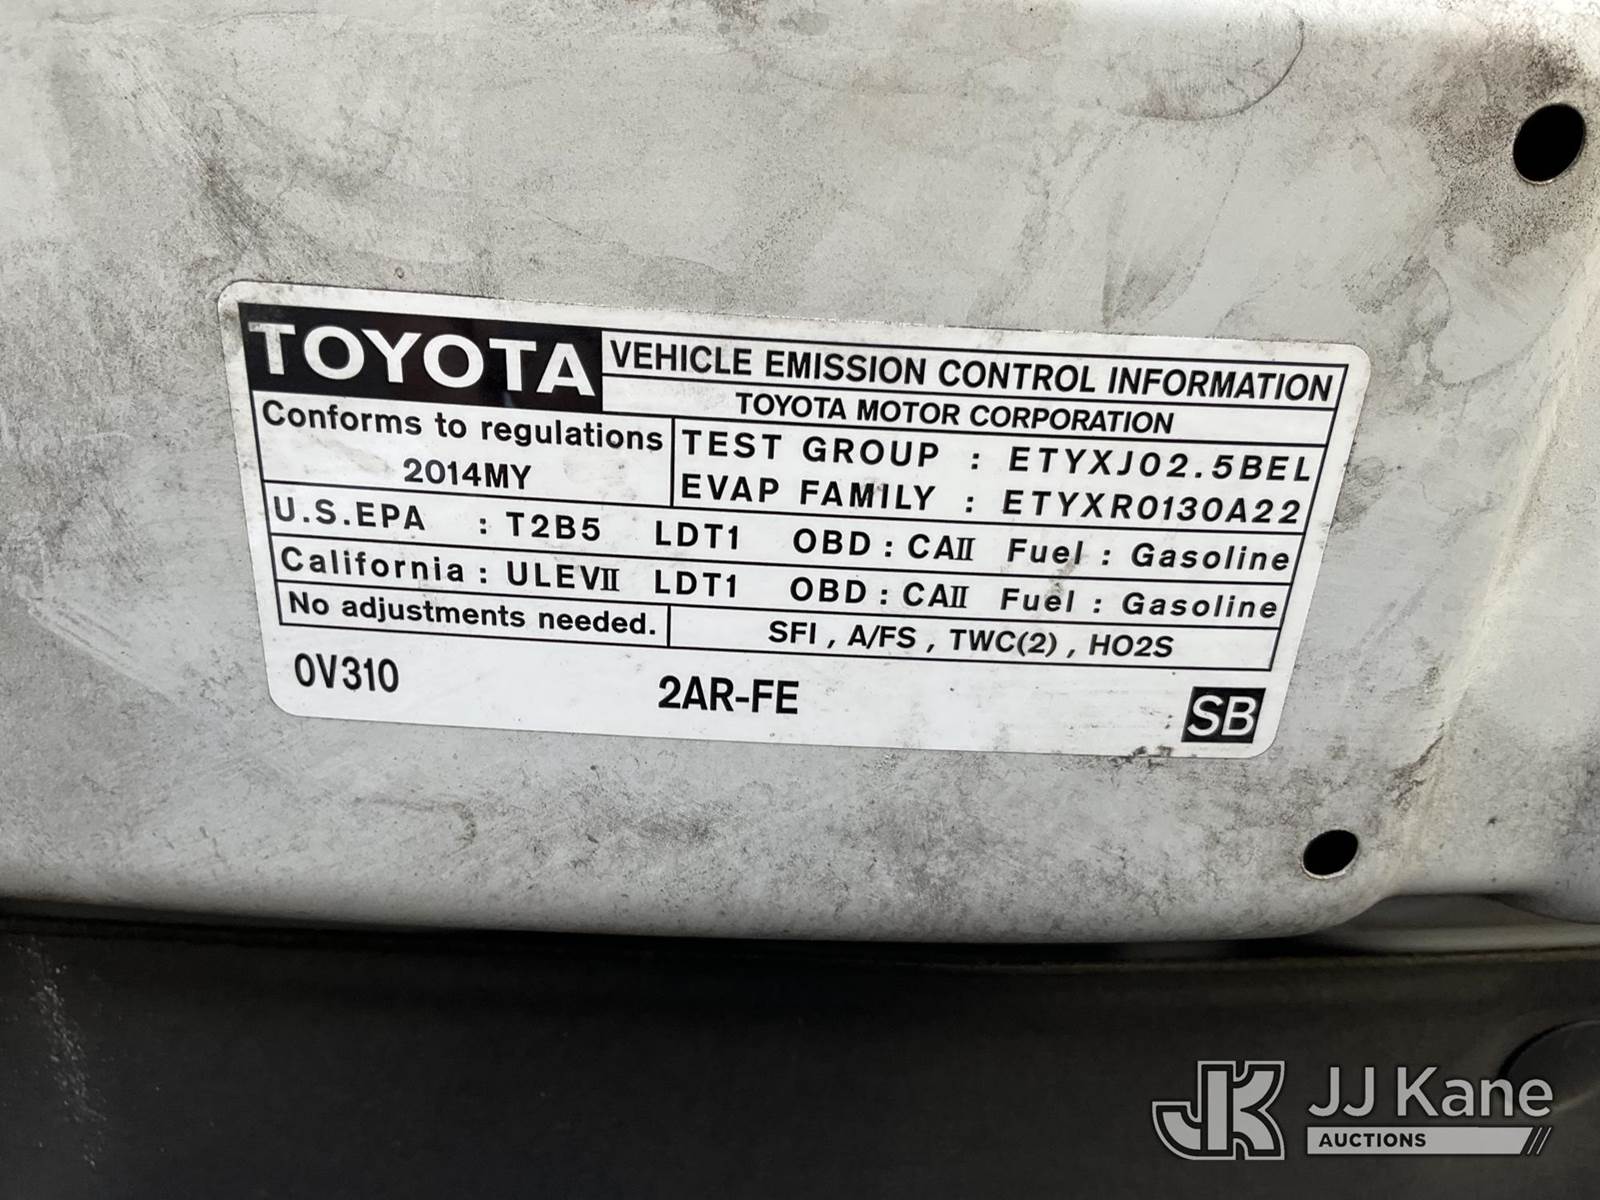 TOYOTA
VEHICLE EMISSION CONTROL INFORMATION
TOYOTA MOTOR CORPORATION
Conforms to regulations
2014MY
TEST GROUP : ETYXJ02.5BEL
EVAP FAMILY : ETYXR0130A22
U.S.EPA : T2B5 LDT1 OBD : CAII Fuel : Gasoline
California : ULEVII LDT1 OBD : CAII Fuel : Gasoline
No adjustments needed.
SFI , A/FS , TWC(2) , HO2S
0V310
2AR-FE
SB
JK JJ Kane
AUCTIONS